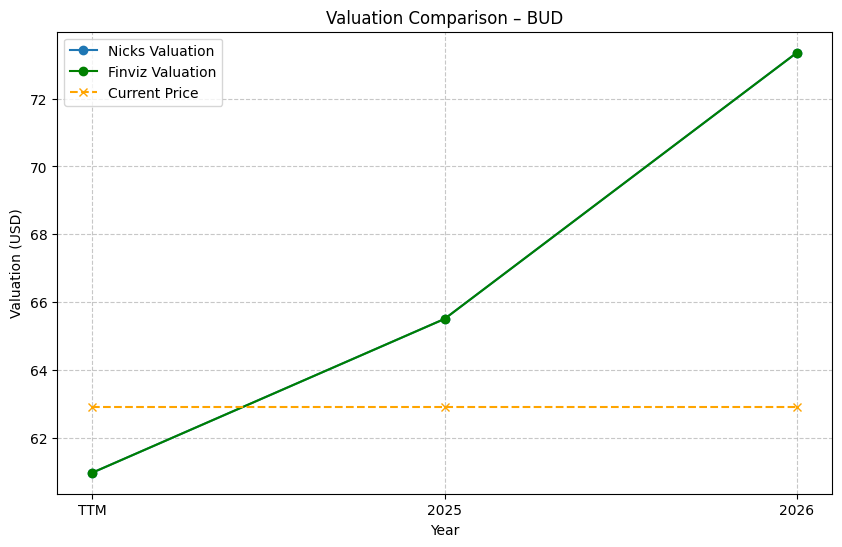 Valuation Comparison – BUD
Nicks Valuation
Finviz Valuation
Current Price
Valuation (USD)
72
70
68
66
64
62
TTM
2025
2026
Year